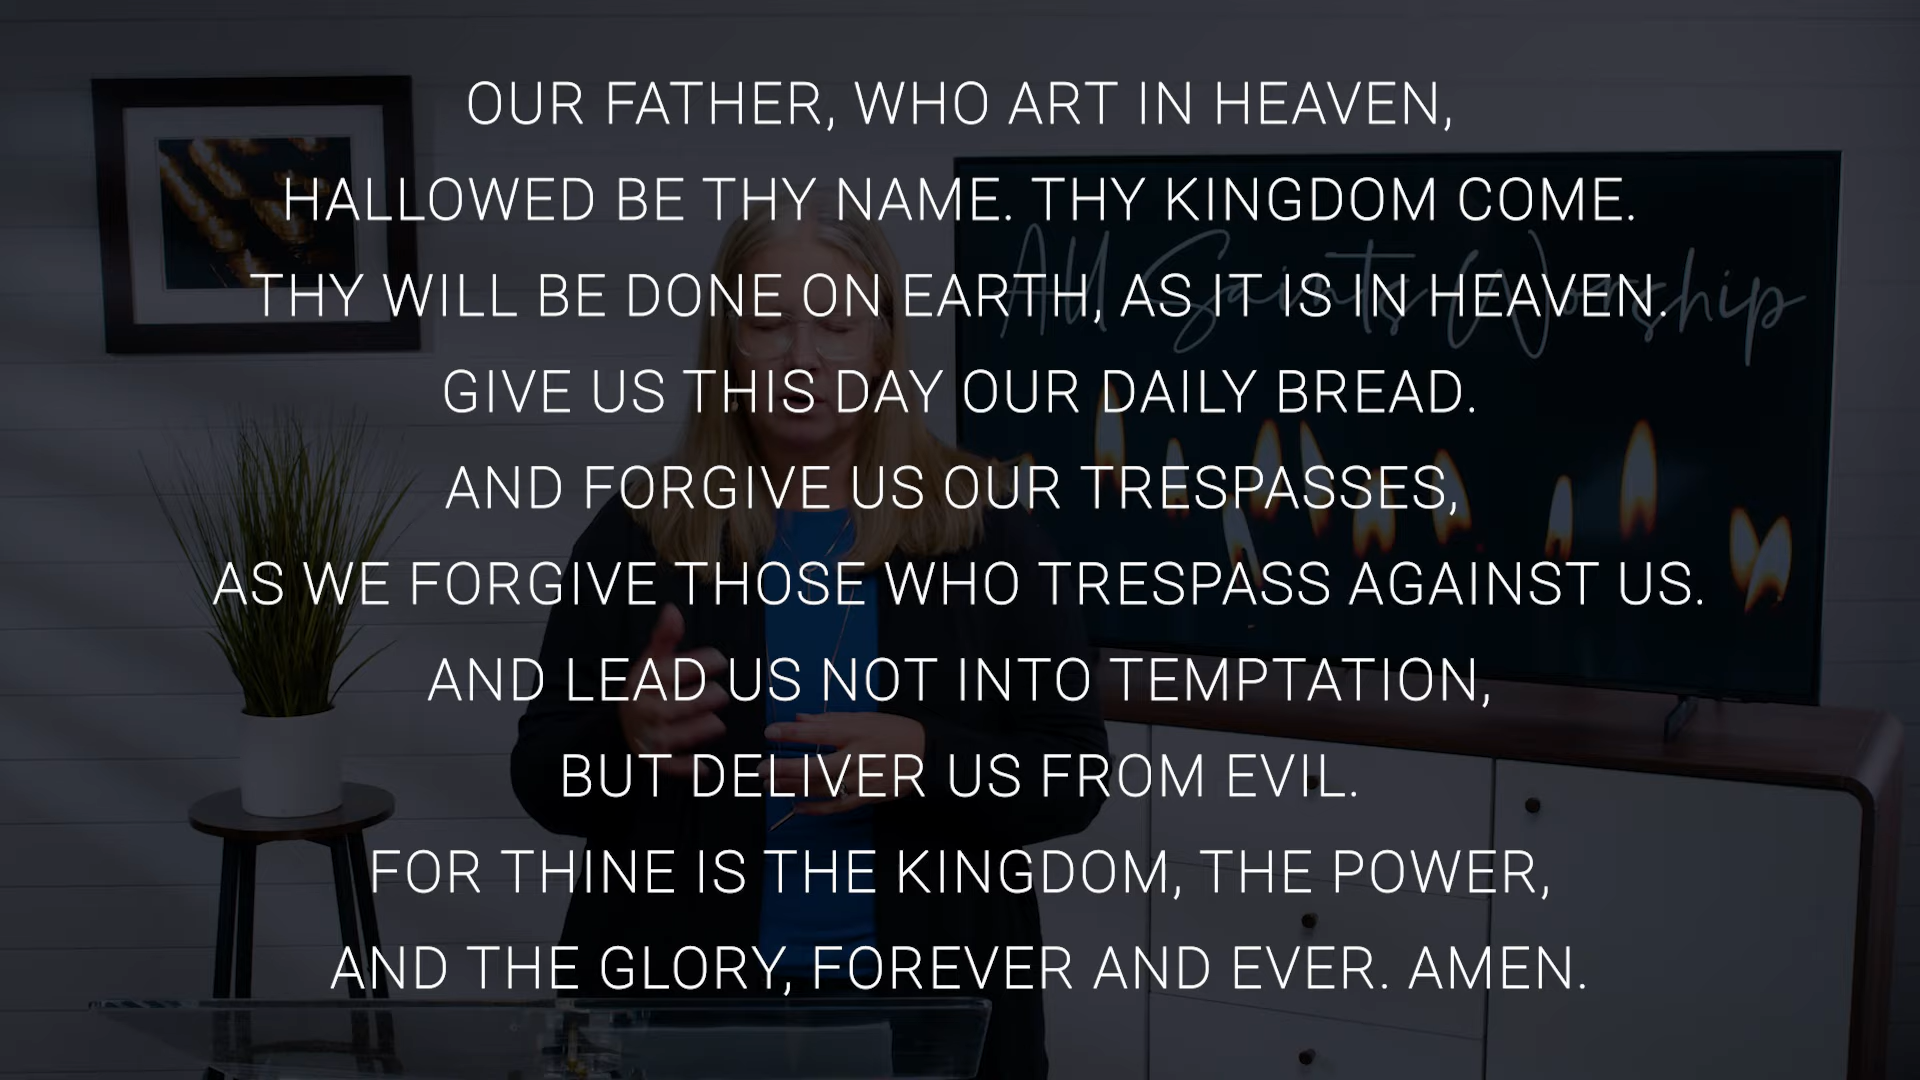 OUR FATHER, WHO ART IN HEAVEN,
HALLOWED BE THY NAME. THY KINGDOM COME.
THY WILL BE DONE ON EARTH, AS IT IS IN HEAVEN.
GIVE US THIS DAY OUR DAILY BREAD.
AND FORGIVE US OUR TRESPASSES,
AS WE FORGIVE THOSE WHO TRESPASS AGAINST US.
AND LEAD US NOT INTO TEMPTATION,
BUT DELIVER US FROM EVIL.
FOR THINE IS THE KINGDOM, THE POWER,
AND THE GLORY, FOREVER AND EVER. AMEN.
All Saints Worship